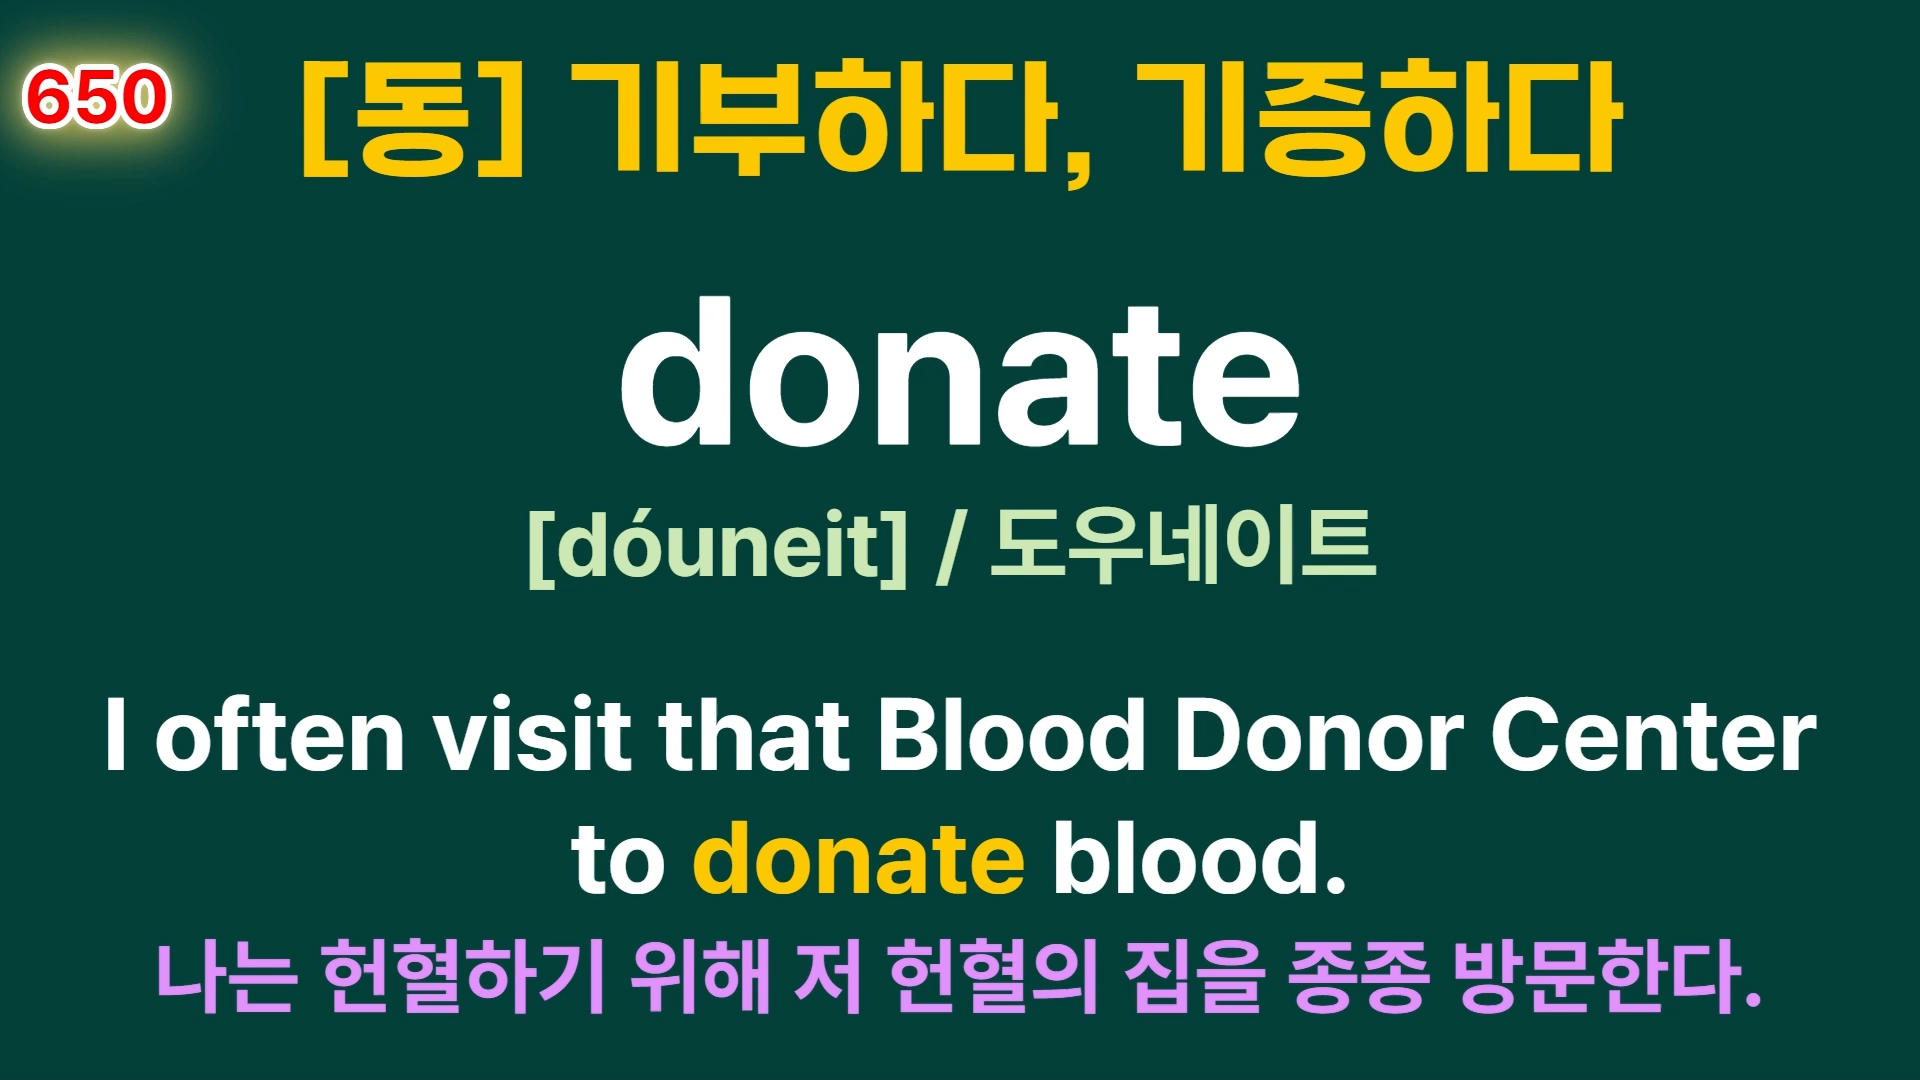 650
[동] 기부하다, 기증하다
donate
[dóuneit] / 도우네이트
I often visit that Blood Donor Center
to donate blood.
나는 헌혈하기 위해 저 헌혈의 집을 종종 방문한다.